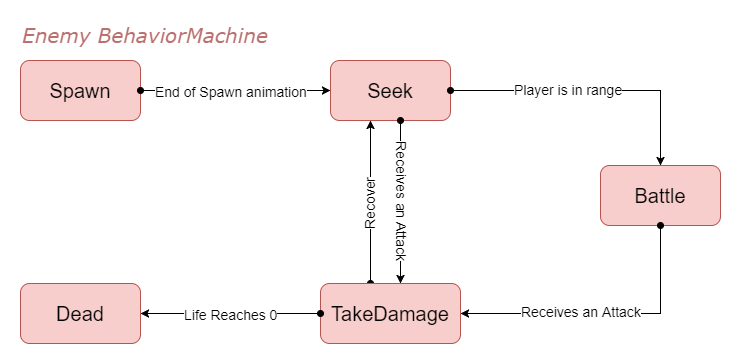 Enemy BehaviorMachine
Spawn
End of Spawn animation
Seek
Player is in range
Battle
Recover
Receives an Attack
Dead
Life Reaches 0
TakeDamage
Receives an Attack